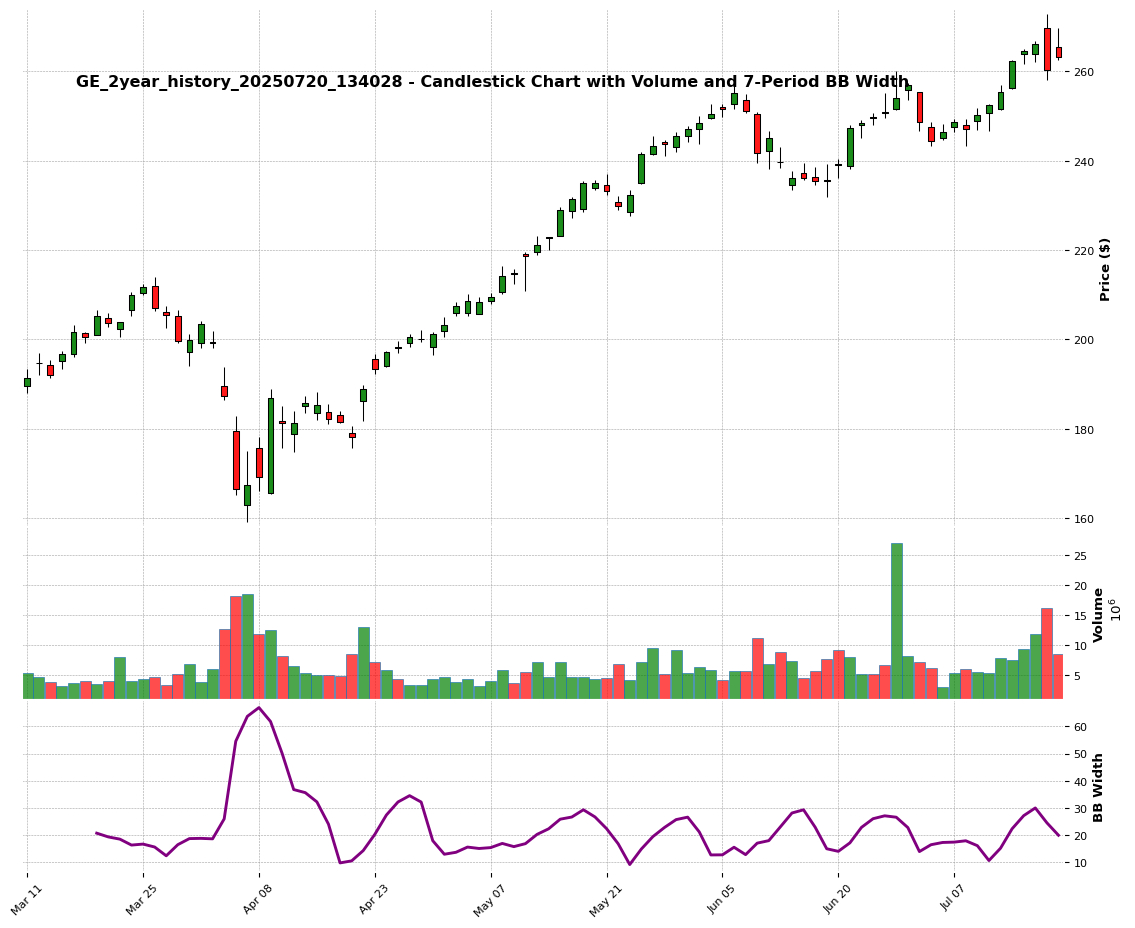 GE_2year_history_20250720_134028 - Candlestick Chart with Volume and 7-Period BB Width
260
240
220
200
180
160
Price ($)
25
20
15
10
5
Volume
10^6
60
50
40
30
20
10
BB Width
Mar 11
Mar 25
Apr 08
Apr 23
May 07
May 21
Jun 05
Jun 20
Jul 07